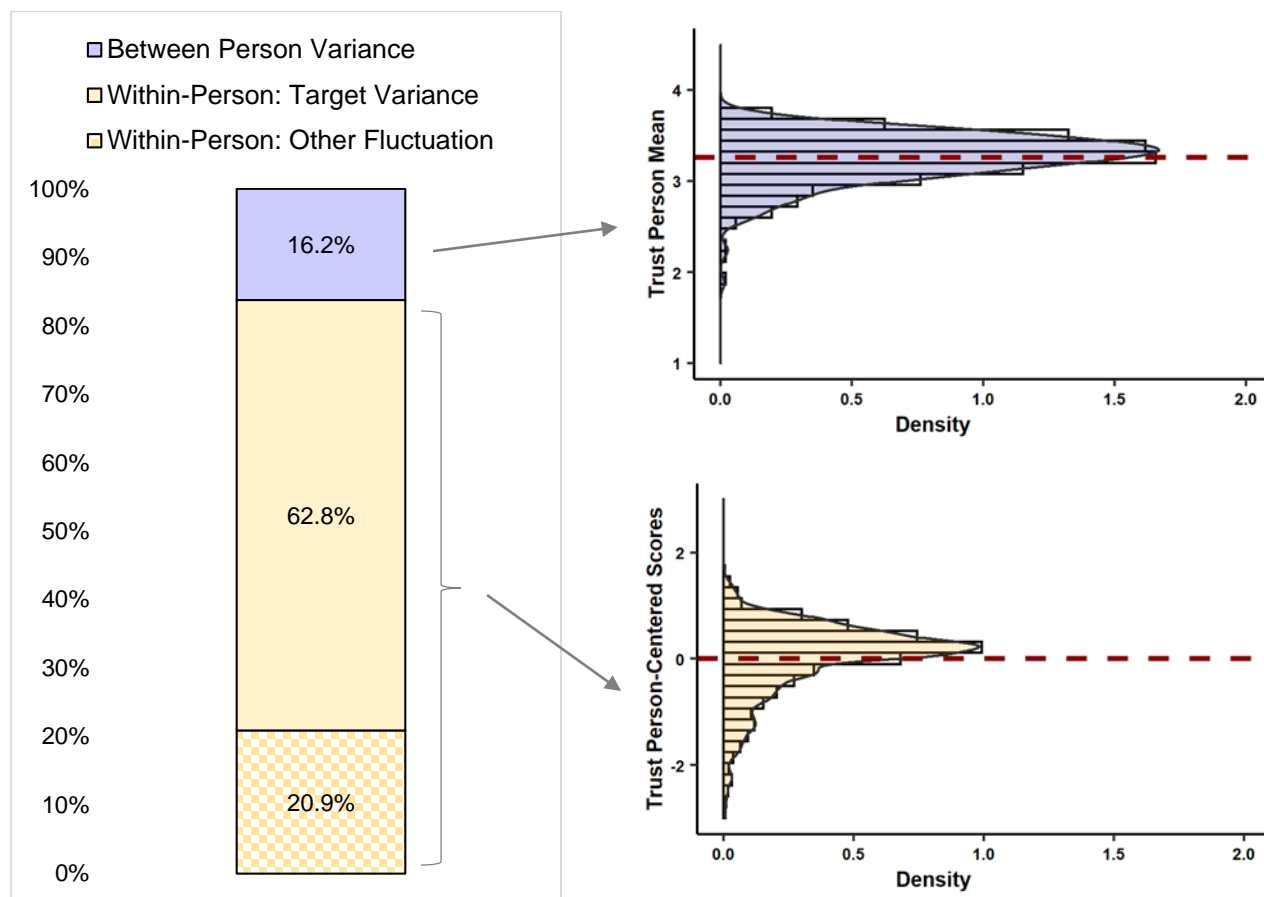 Between Person Variance
Within-Person: Target Variance
Within-Person: Other Fluctuation
100%
90%
80%
70%
60%
50%
40%
30%
20%
10%
0%
16.2%
62.8%
20.9%
Trust Person Mean
4
3
2
1
0.0 0.5 1.0 1.5 2.0
Density
Trust Person-Centered Scores
2
0
-2
0.0 0.5 1.0 1.5 2.0
Density